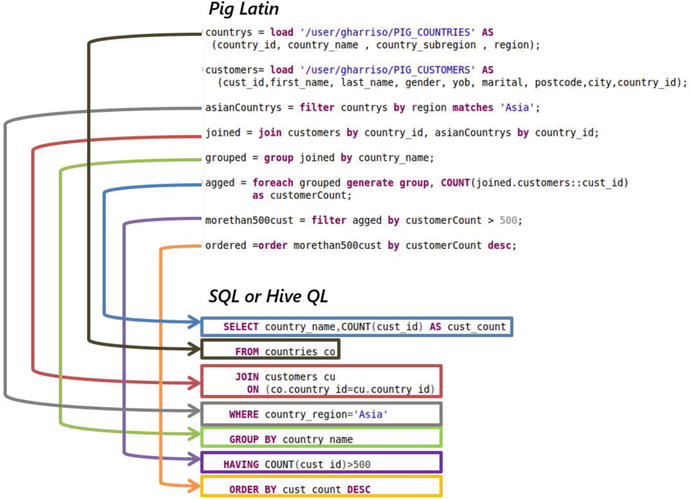 Pig Latin
countrys = load '/user/gharriso/PIG_COUNTRIES' AS
(country_id, country_name , country_subregion , region);
customers= load '/user/gharriso/PIG_CUSTOMERS' AS
(cust_id,first_name, last_name, gender, yob, marital, postcode,city,country_id);
asianCountrys = filter countrys by region matches 'Asia';
joined = join customers by country_id, asianCountrys by country_id;
grouped = group joined by country_name;
agged = foreach grouped generate group, COUNT(joined.customers::cust_id)
as customerCount;
morethan500cust = filter agged by customerCount > 500;
ordered =order morethan500cust by customerCount desc;
SQL or Hive QL
SELECT country_name,COUNT(cust_id) AS cust_count
FROM countries co
JOIN customers cu
ON (co.country_id=cu.country_id)
WHERE country_region='Asia'
GROUP BY country_name
HAVING COUNT(cust_id)>500
ORDER BY cust_count DESC